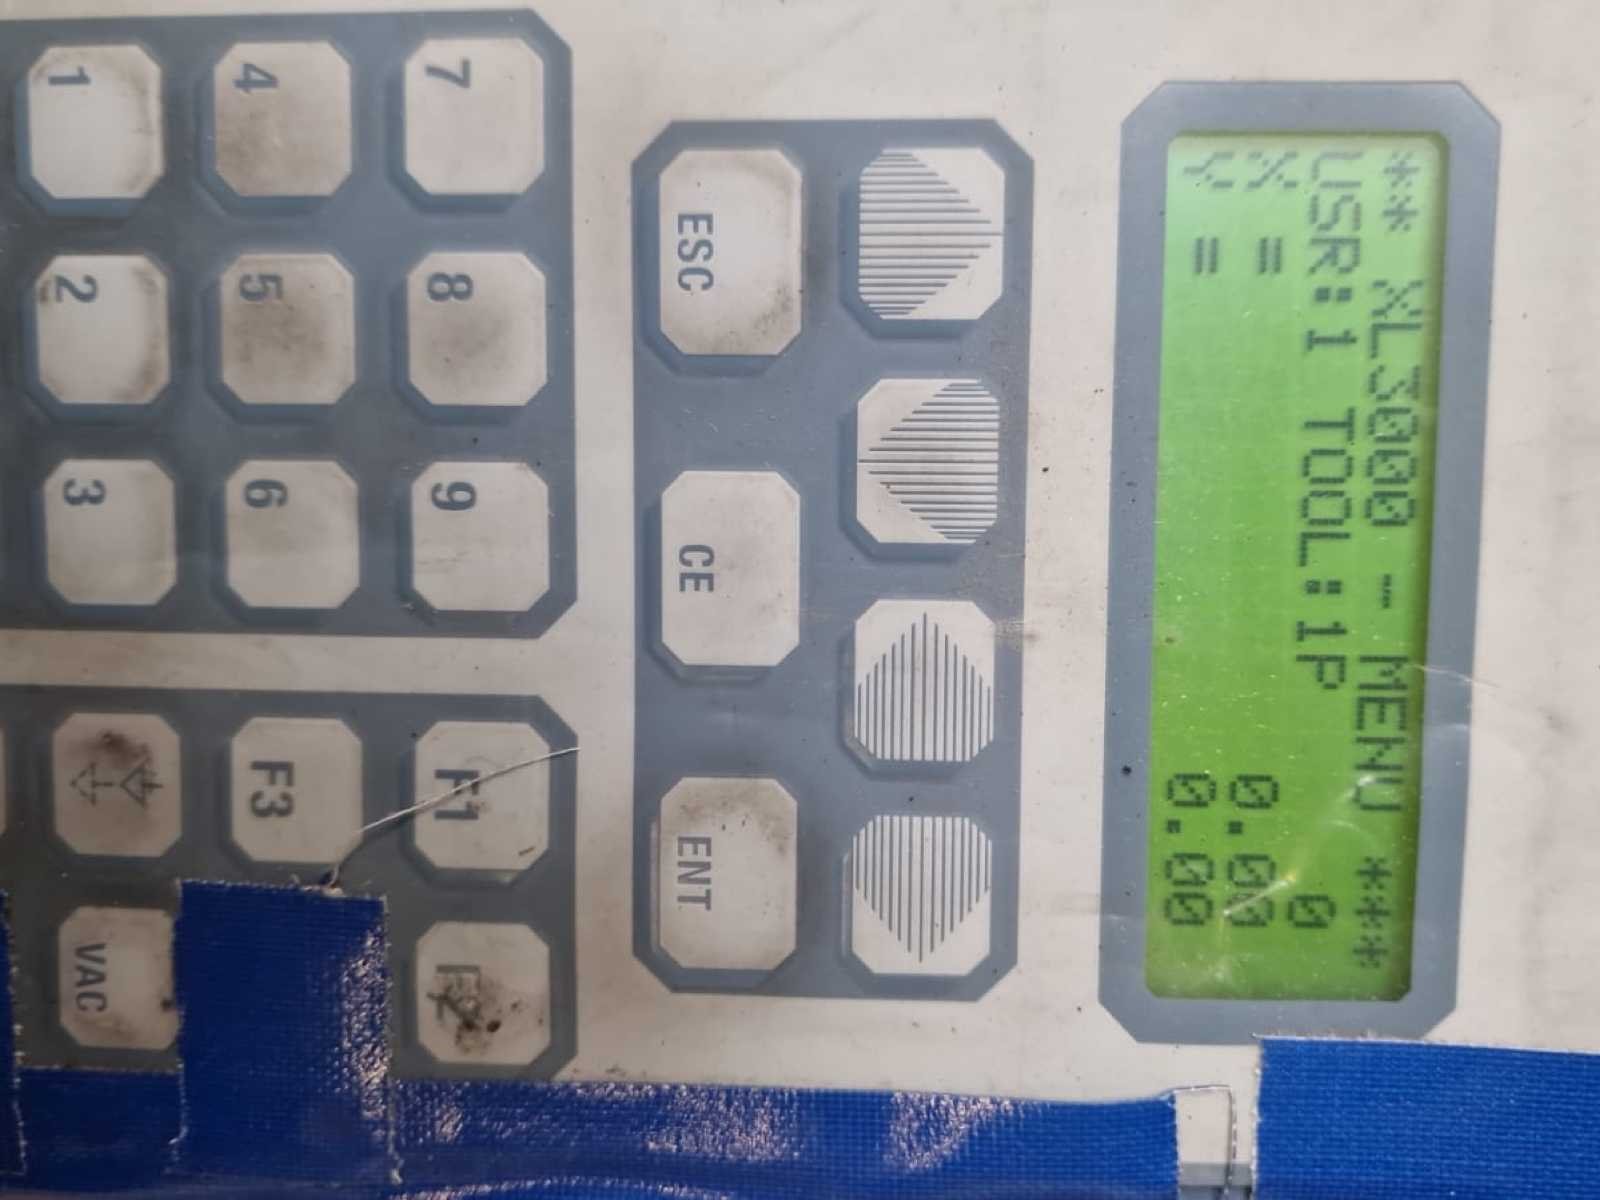 ** XL3000 - MENU ***
USR:1 TOOL:1P 0
X = 0.00
Y = 0.00
ESC CE ENT
7 8 9
4 5 6
1 2 3
F1 F2
F3
VAC